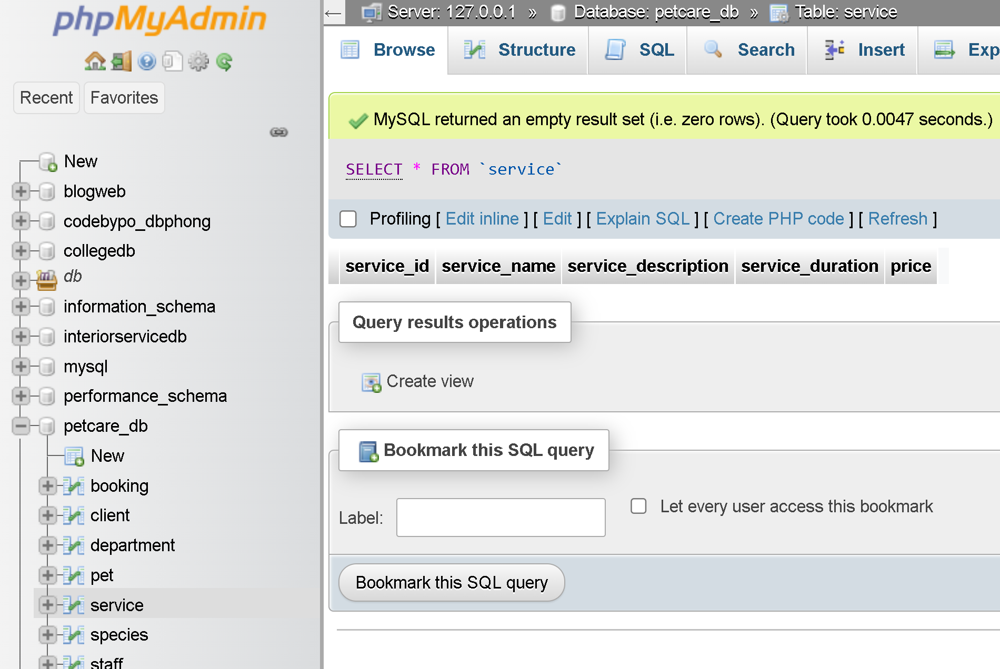 phpMyAdmin
Recent
Favorites
New
blogweb
codebypo_dbphong
collegedb
db
information_schema
interiorservicedb
mysql
performance_schema
petcare_db
New
booking
client
department
pet
service
species
staff
Server: 127.0.0.1 » Database: petcare_db » Table: service
Browse Structure SQL Search Insert Exp
MySQL returned an empty result set (i.e. zero rows). (Query took 0.0047 seconds.)
SELECT * FROM `service`
Profiling [ Edit inline ] [ Edit ] [ Explain SQL ] [ Create PHP code ] [ Refresh ]
service_id service_name service_description service_duration price
Query results operations
Create view
Bookmark this SQL query
Label:
Let every user access this bookmark
Bookmark this SQL query